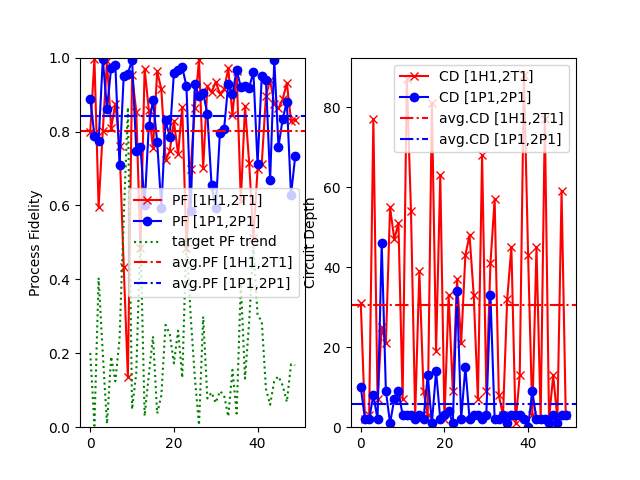 1.0
0.8
0.6
0.4
0.2
0.0
Process Fidelity
0
20
40
PF [1H1,2T1]
PF [1P1,2P1]
target PF trend
avg.PF [1H1,2T1]
avg.PF [1P1,2P1]
80
60
40
20
0
Circuit Depth
0
20
40
CD [1H1,2T1]
CD [1P1,2P1]
avg.CD [1H1,2T1]
avg.CD [1P1,2P1]